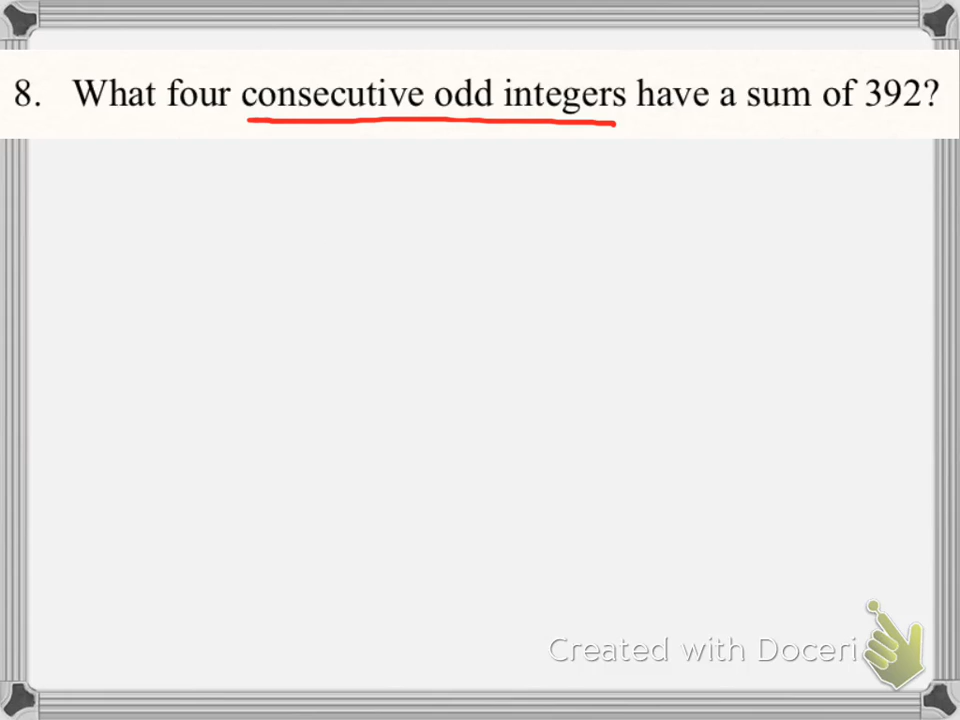 8. What four consecutive odd integers have a sum of 392?
Created with Doceri